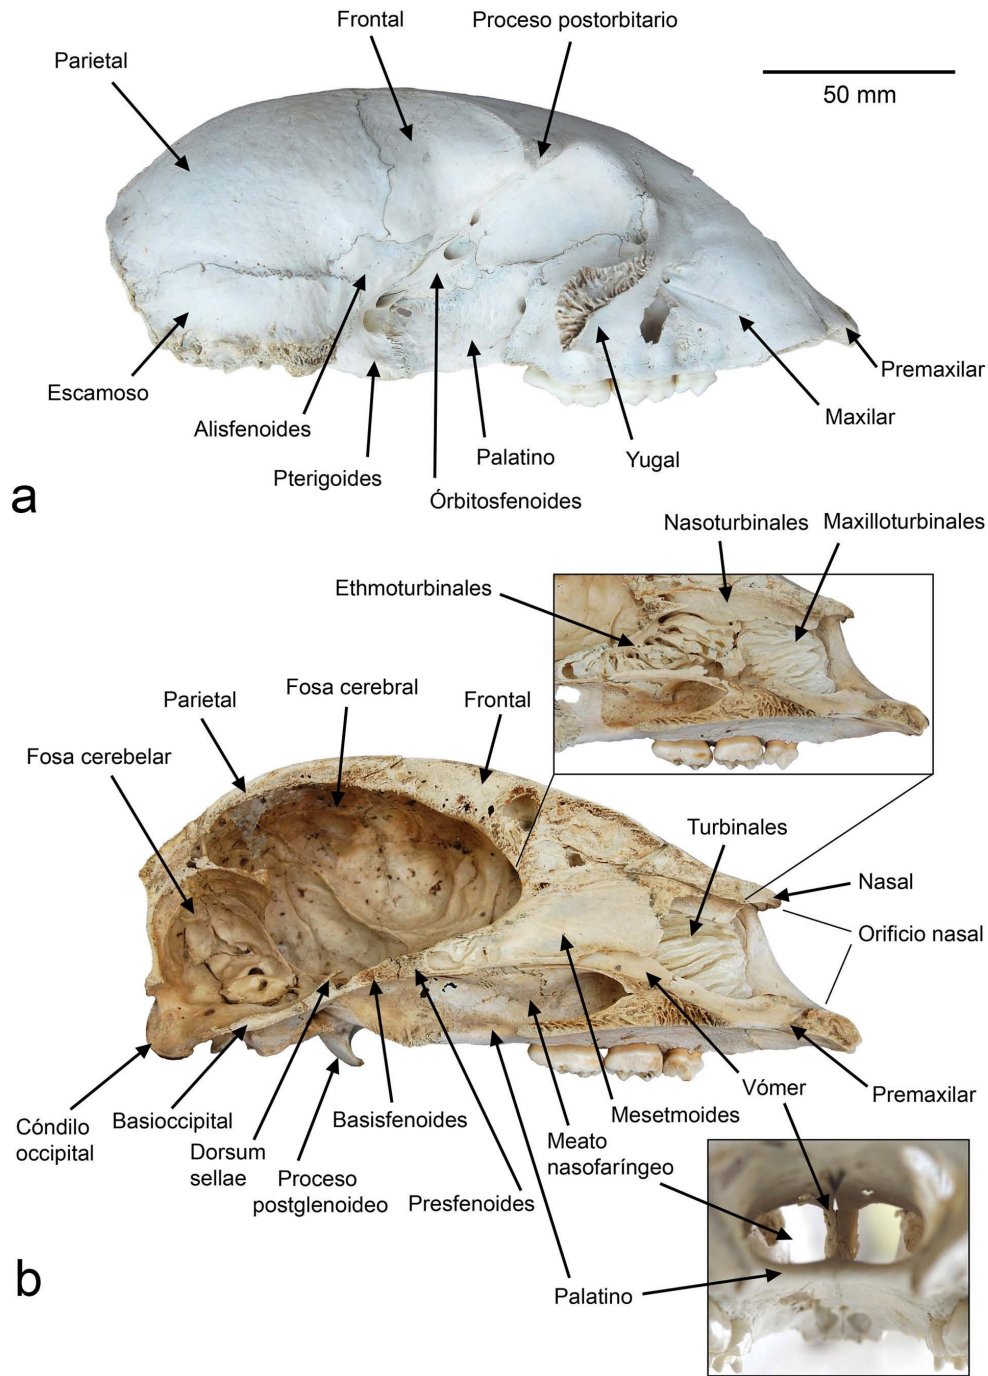 Frontal
Proceso postorbitario
Parietal
50 mm
Escamoso
Premaxilar
Alisfenoides
Maxilar
Pterigoides
Palatino
Yugal
Órbitosfenoides
a
Nasoturbinales
Maxilloturbinales
Ethmoturbinales
Fosa cerebral
Parietal
Frontal
Fosa cerebelar
Turbinales
Nasal
Orificio nasal
Vómer
Premaxilar
Cóndilo
occipital
Basioccipital
Dorsum
sellae
Proceso
postglenoideo
Basisfenoides
Presfenoides
Mesetmoides
Meato
nasofaríngeo
Palatino
b